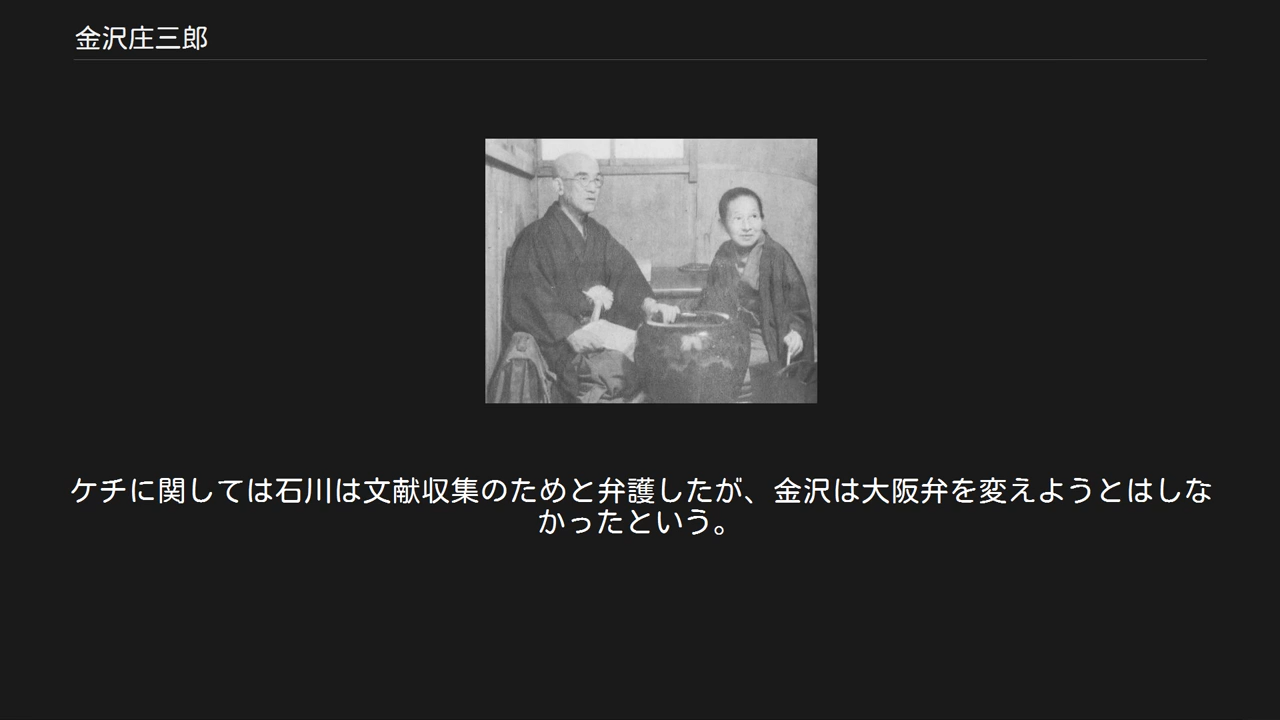 金沢庄三郎
ケチに関しては石川は文献収集のためと弁護したが、金沢は大阪弁を変えようとはしな
かったという。